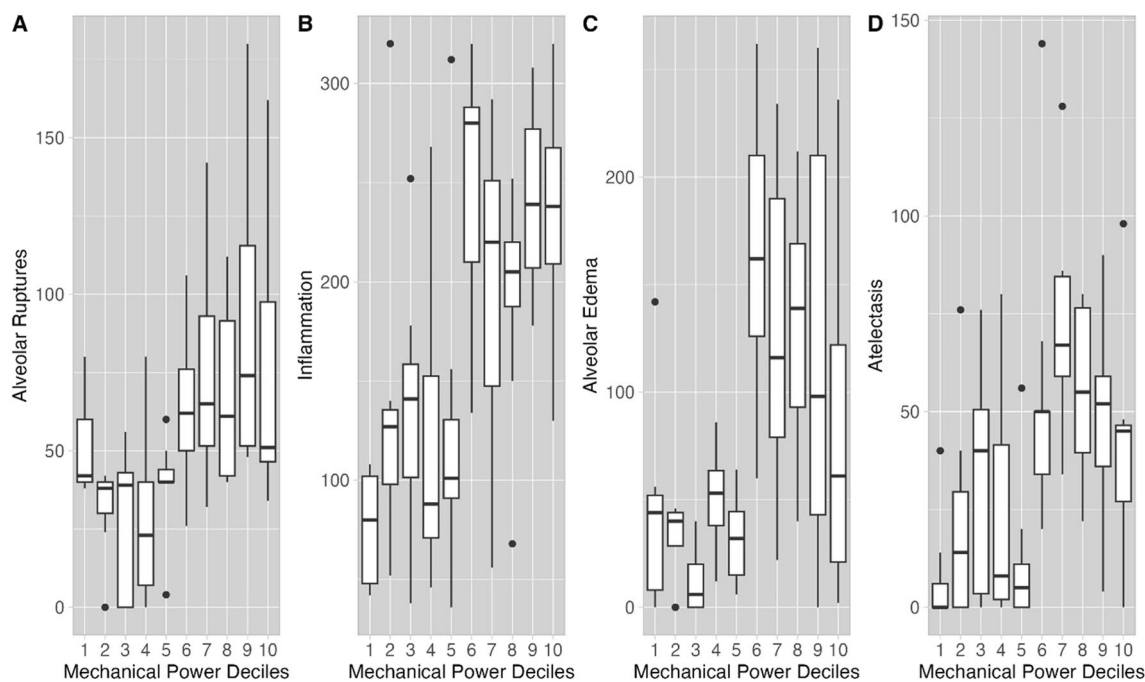 A
Alveolar Ruptures
150
100
50
0
1 2 3 4 5 6 7 8 9 10
Mechanical Power Deciles
B
Inflammation
300
200
100
1 2 3 4 5 6 7 8 9 10
Mechanical Power Deciles
C
Alveolar Edema
200
100
0
1 2 3 4 5 6 7 8 9 10
Mechanical Power Deciles
D
Atelectasis
150
100
50
0
1 2 3 4 5 6 7 8 9 10
Mechanical Power Deciles